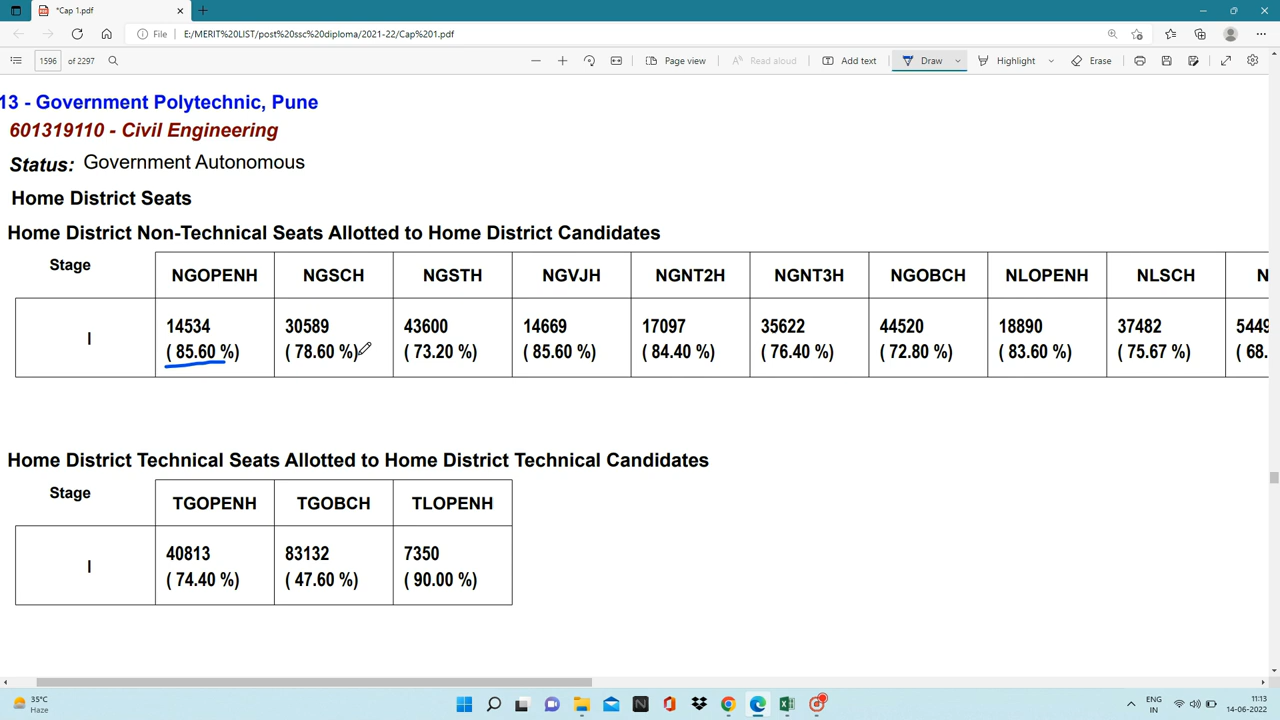 *Cap 1.pdf
File
E:/MERIT%20LIST/post%20ssc%20diploma/2021-22/Cap%201.pdf
1596 of 2297
Page view
Read aloud
Add text
Draw
Highlight
Erase
13 - Government Polytechnic, Pune
601319110 - Civil Engineering
Status: Government Autonomous
Home District Seats
Home District Non-Technical Seats Allotted to Home District Candidates
Stage NGOPENH NGSCH NGSTH NGVJH NGNT2H NGNT3H NGOBCH NLOPENH NLSCH N
I 14534 30589 43600 14669 17097 35622 44520 18890 37482 5449
( 85.60 %) ( 78.60 %) ( 73.20 %) ( 85.60 %) ( 84.40 %) ( 76.40 %) ( 72.80 %) ( 83.60 %) ( 75.67 %) ( 68.
Home District Technical Seats Allotted to Home District Technical Candidates
Stage TGOPENH TGOBCH TLOPENH
I 40813 83132 7350
( 74.40 %) ( 47.60 %) ( 90.00 %)
35°C
Haze
ENG
IN
11:13
14-06-2022